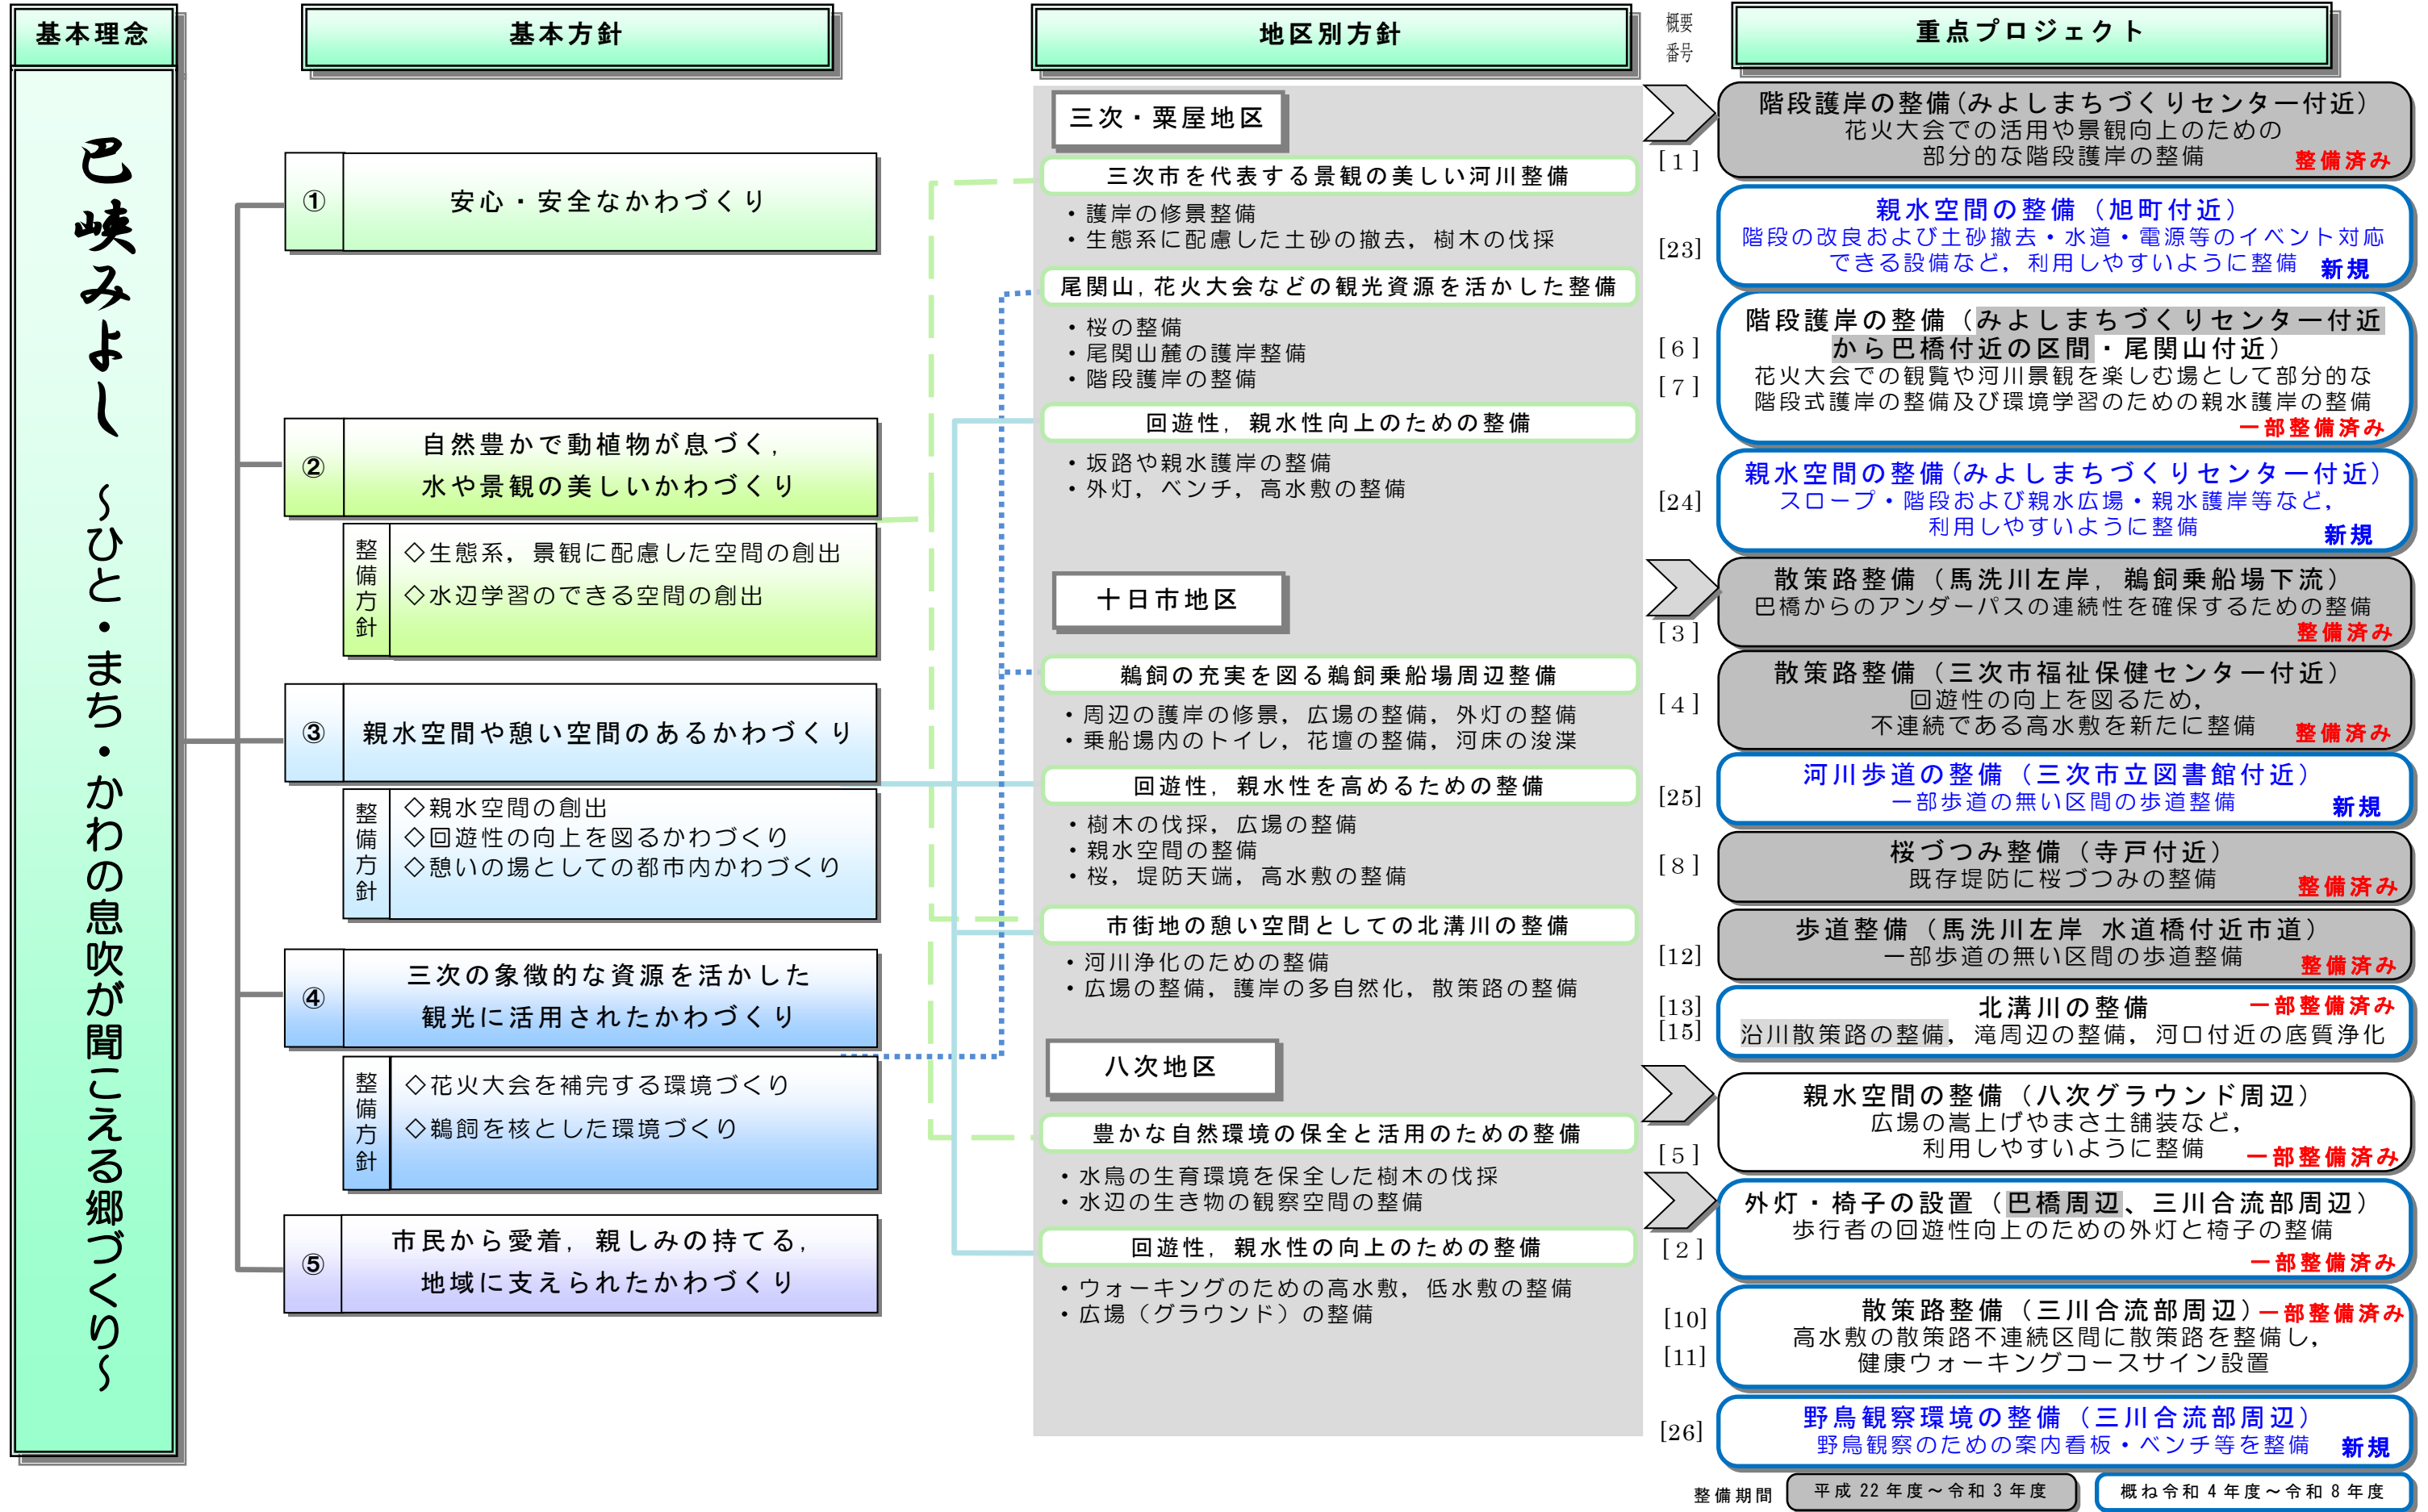 基本理念
巴峡みよし ～ひと・まち・かわの息吹が聞こえる郷づくり～
基本方針
① 安心・安全なかわづくり
② 自然豊かで動植物が息づく，
水や景観の美しいかわづくり
整備方針
◇生態系，景観に配慮した空間の創出
◇水辺学習のできる空間の創出
③ 親水空間や憩い空間のあるかわづくり
整備方針
◇親水空間の創出
◇回遊性の向上を図るかわづくり
◇憩いの場としての都市内かわづくり
④ 三次の象徴的な資源を活かした
観光に活用されたかわづくり
整備方針
◇花火大会を補完する環境づくり
◇鵜飼を核とした環境づくり
⑤ 市民から愛着，親しみの持てる，
地域に支えられたかわづくり
地区別方針
三次・粟屋地区
三次市を代表する景観の美しい河川整備
・護岸の修景整備
・生態系に配慮した土砂の撤去，樹木の伐採
尾関山，花火大会などの観光資源を活かした整備
・桜の整備
・尾関山麓の護岸整備
・階段護岸の整備
回遊性，親水性向上のための整備
・坂路や親水護岸の整備
・外灯，ベンチ，高水敷の整備
十日市地区
鵜飼の充実を図る鵜飼乗船場周辺整備
・周辺の護岸の修景，広場の整備，外灯の整備
・乗船場内のトイレ，花壇の整備，河床の浚渫
回遊性，親水性を高めるための整備
・樹木の伐採，広場の整備
・親水空間の整備
・桜，堤防天端，高水敷の整備
市街地の憩い空間としての北溝川の整備
・河川浄化のための整備
・広場の整備，護岸の多自然化，散策路の整備
八次地区
豊かな自然環境の保全と活用のための整備
・水鳥の生育環境を保全した樹木の伐採
・水辺の生き物の観察空間の整備
回遊性，親水性の向上のための整備
・ウォーキングのための高水敷，低水敷の整備
・広場（グラウンド）の整備
概要
番号
重点プロジェクト
[1]
階段護岸の整備(みよしまちづくりセンター付近)
花火大会での活用や景観向上のための
部分的な階段護岸の整備 整備済み
[23]
親水空間の整備（旭町付近）
階段の改良および土砂撤去・水道・電源等のイベント対応
できる設備など，利用しやすいように整備 新規
[6]
[7]
階段護岸の整備（みよしまちづくりセンター付近
から巴橋付近の区間・尾関山付近）
花火大会での観覧や河川景観を楽しむ場として部分的な
階段式護岸の整備及び環境学習のための親水護岸の整備
一部整備済み
[24]
親水空間の整備(みよしまちづくりセンター付近)
スロープ・階段および親水広場・親水護岸等など，
利用しやすいように整備 新規
[3]
散策路整備（馬洗川左岸，鵜飼乗船場下流）
巴橋からのアンダーパスの連続性を確保するための整備
整備済み
[4]
散策路整備（三次市福祉保健センター付近）
回遊性の向上を図るため，
不連続である高水敷を新たに整備 整備済み
[25]
河川歩道の整備（三次市立図書館付近）
一部歩道の無い区間の歩道整備 新規
[8]
桜づつみ整備（寺戸付近）
既存堤防に桜づつみの整備 整備済み
[12]
歩道整備（馬洗川左岸 水道橋付近市道）
一部歩道の無い区間の歩道整備 整備済み
[13]
[15]
北溝川の整備 一部整備済み
沿川散策路の整備，滝周辺の整備，河口付近の底質浄化
[5]
親水空間の整備（八次グラウンド周辺）
広場の嵩上げやまさ土舗装など，
利用しやすいように整備 一部整備済み
[2]
外灯・椅子の設置（巴橋周辺、三川合流部周辺）
歩行者の回遊性向上のための外灯と椅子の整備
一部整備済み
[10]
[11]
散策路整備（三川合流部周辺）一部整備済み
高水敷の散策路不連続区間に散策路を整備し，
健康ウォーキングコースサイン設置
[26]
野鳥観察環境の整備（三川合流部周辺）
野鳥観察のための案内看板・ベンチ等を整備 新規
整備期間 平成22年度～令和3年度 概ね令和4年度～令和8年度